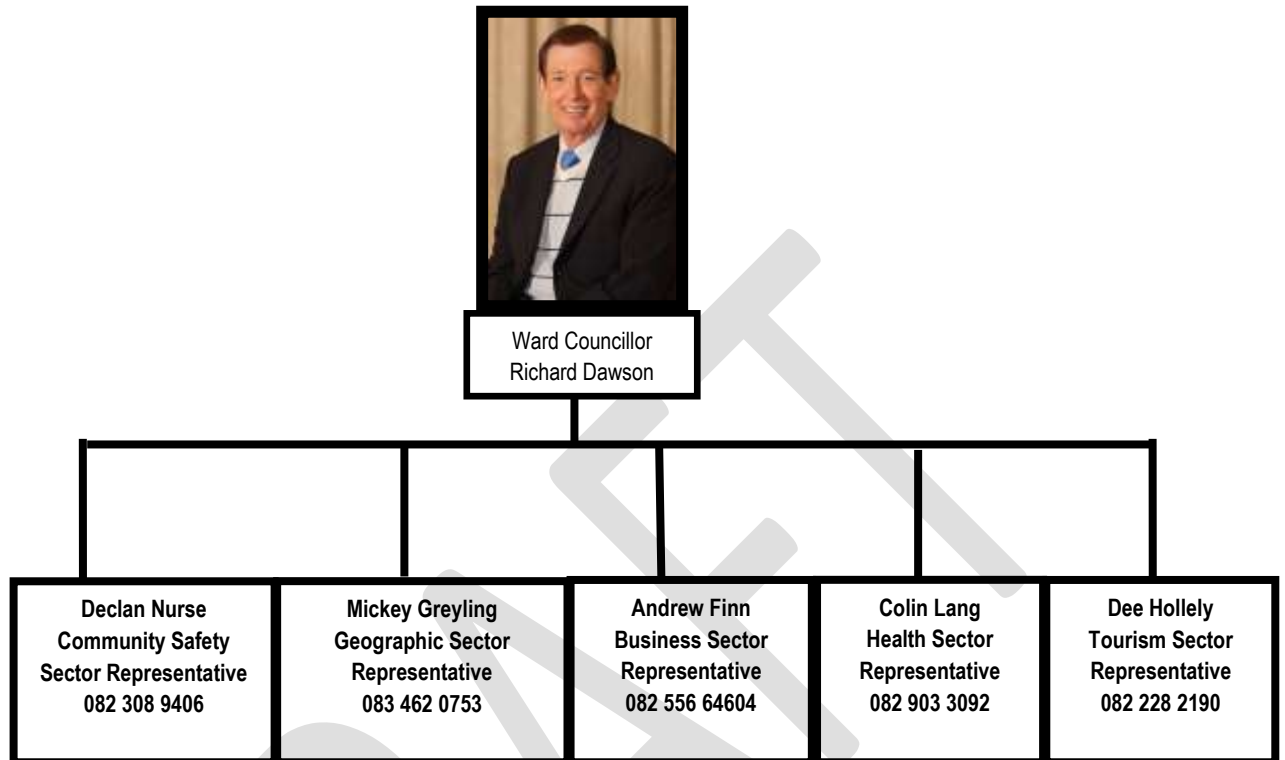 Ward Councillor
Richard Dawson
Declan Nurse
Community Safety
Sector Representative
082 308 9406
Mickey Greyling
Geographic Sector
Representative
083 462 0753
Andrew Finn
Business Sector
Representative
082 556 64604
Colin Lang
Health Sector
Representative
082 903 3092
Dee Hollely
Tourism Sector
Representative
082 228 2190